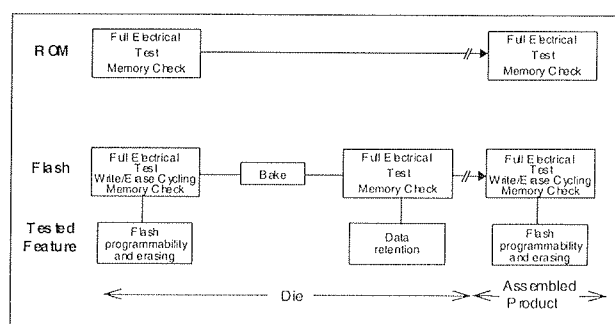 ROM
Full Electrical
Test
Memory Check
Full Electrical
Test
Memory Check
Flash
Full Electrical
Test
Write/Erase Cycling
Memory Check
Bake
Full Electrical
Test
Memory Check
Full Electrical
Test
Write/Erase Cycling
Memory Check
Tested
Feature
Flash
programmability
and erasing
Data
retention
Flash
programmability
and erasing
Die
Assembled
Product